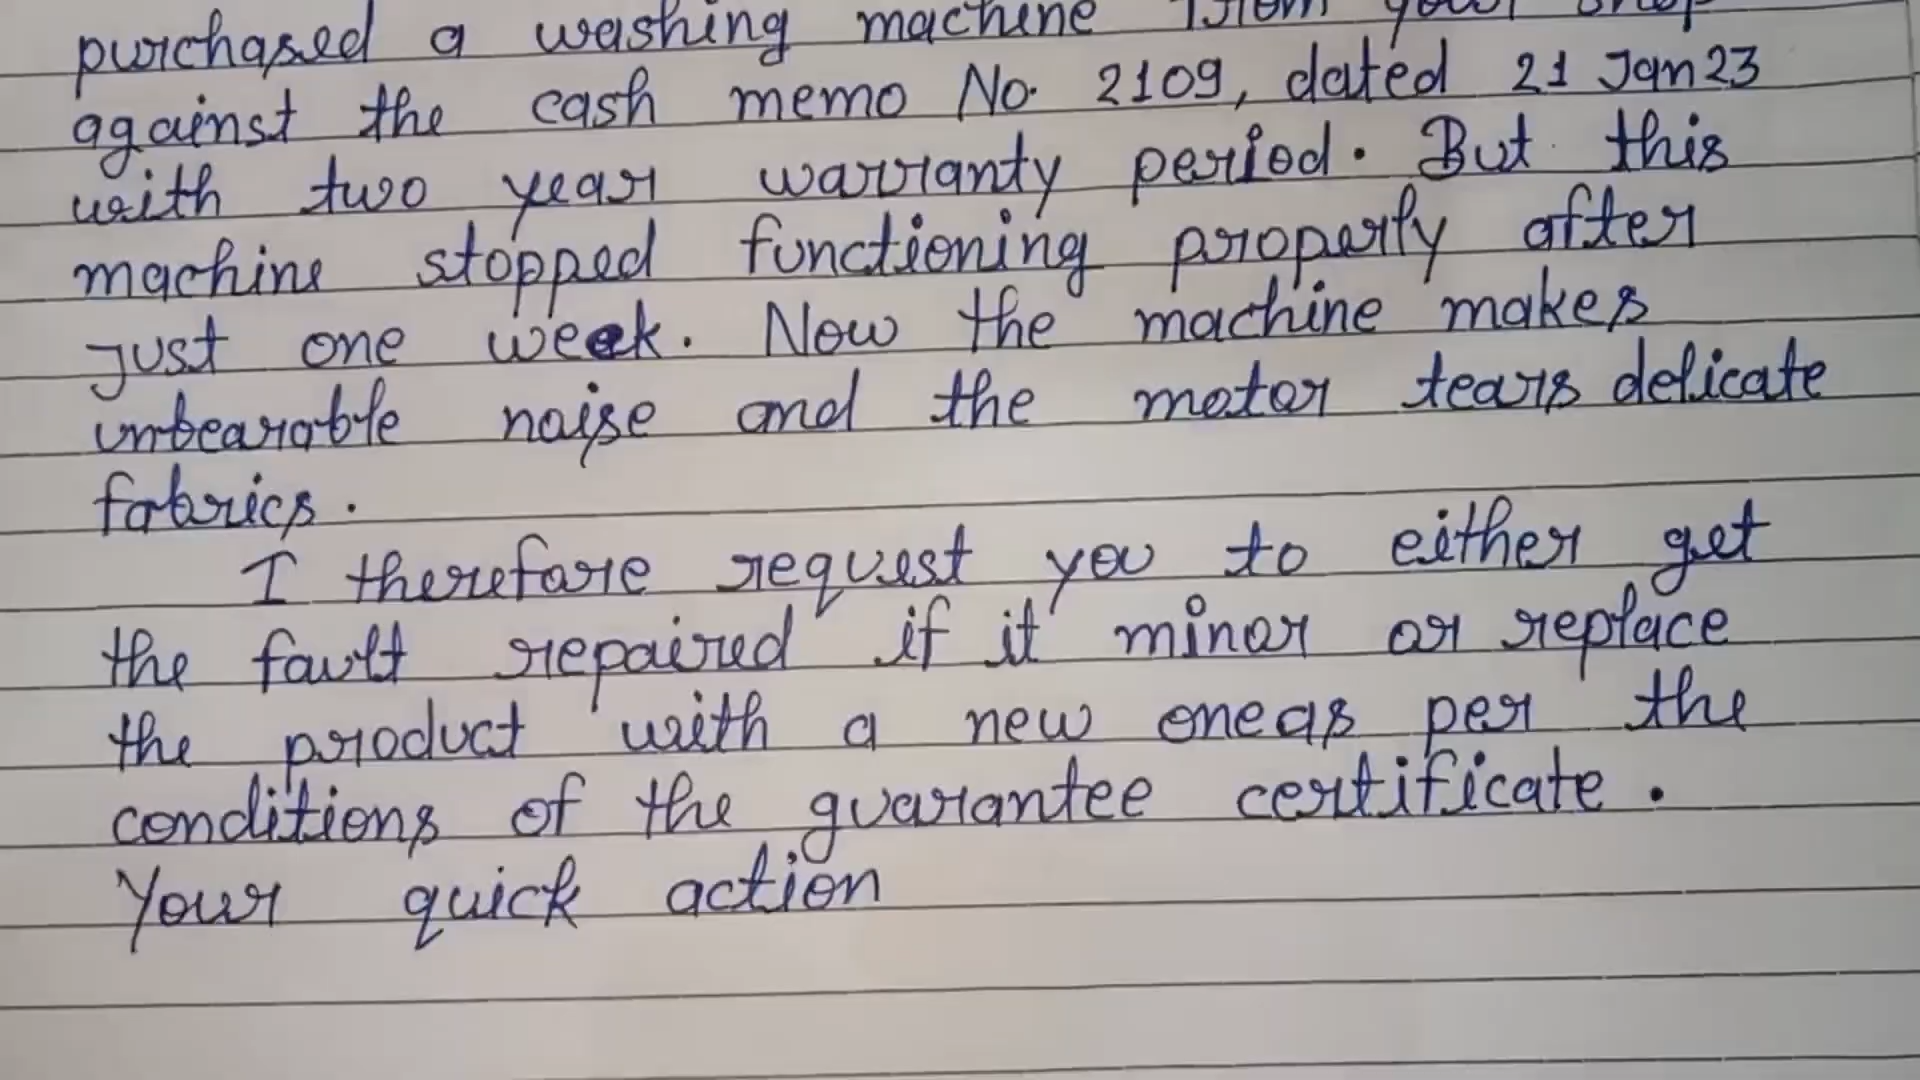 purchased a washing machine from your shop
against the cash memo No. 2109, dated 21 Jan 23
with two year warranty period. But this
machine stopped functioning properly after
just one week. Now the machine makes
unbearable noise and the motor tears delicate
fabrics.
I therefore request you to either get
the fault repaired if it minor or replace
the product with a new one as per the
conditions of the guarantee certificate.
Your quick action